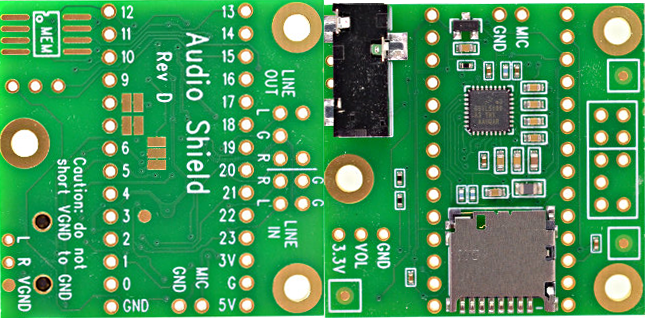 MEM
12
11
10
9
6
5
4
3
2
1
0
GND
13
14
15
16
17
18
19
20
21
22
23
3V
G
5V
Audio Shield
Rev D
LINE
OUT
L
G
R
R
L
G
G
LINE
IN
Caution: do not
short VGND to GND
L
R
VGND
GND
MIC
GND
MIC
3.3V
VOL
GND